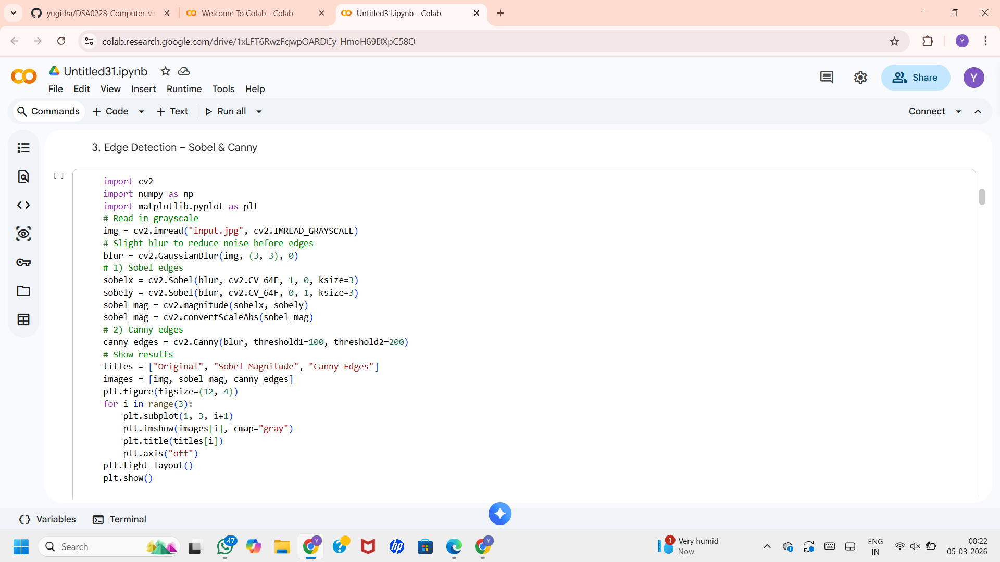 yugitha/DSA0228-Computer-vis
Welcome To Colab - Colab
Untitled31.ipynb - Colab
colab.research.google.com/drive/1xLFT6RwzFqwpOARDCy_HmoH69DXpC58O
Y
CO
Untitled31.ipynb
File Edit View Insert Runtime Tools Help
Share
Y
Commands
+ Code
+ Text
Run all
Connect
3. Edge Detection – Sobel & Canny
[ ]
import cv2
import numpy as np
import matplotlib.pyplot as plt
# Read in grayscale
img = cv2.imread("input.jpg", cv2.IMREAD_GRAYSCALE)
# Slight blur to reduce noise before edges
blur = cv2.GaussianBlur(img, (3, 3), 0)
# 1) Sobel edges
sobelx = cv2.Sobel(blur, cv2.CV_64F, 1, 0, ksize=3)
sobely = cv2.Sobel(blur, cv2.CV_64F, 0, 1, ksize=3)
sobel_mag = cv2.magnitude(sobelx, sobely)
sobel_mag = cv2.convertScaleAbs(sobel_mag)
# 2) Canny edges
canny_edges = cv2.Canny(blur, threshold1=100, threshold2=200)
# Show results
titles = ["Original", "Sobel Magnitude", "Canny Edges"]
images = [img, sobel_mag, canny_edges]
plt.figure(figsize=(12, 4))
for i in range(3):
    plt.subplot(1, 3, i+1)
    plt.imshow(images[i], cmap="gray")
    plt.title(titles[i])
    plt.axis("off")
plt.tight_layout()
plt.show()
{} Variables
Terminal
Search
47
Y
hp
Y
1
Very humid
Now
ENG
IN
08:22
05-03-2026